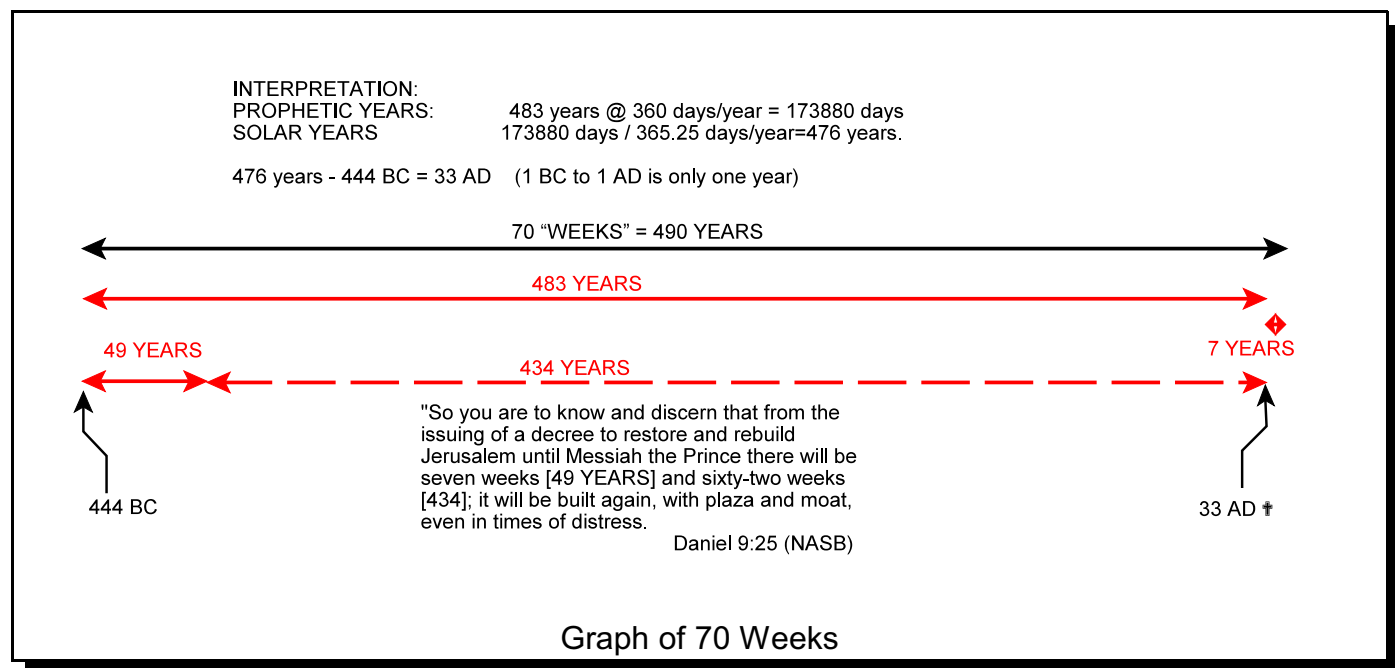 INTERPRETATION:
PROPHETIC YEARS: 483 years @ 360 days/year = 173880 days
SOLAR YEARS 173880 days / 365.25 days/year=476 years.
476 years - 444 BC = 33 AD (1 BC to 1 AD is only one year)
70 “WEEKS” = 490 YEARS
483 YEARS
49 YEARS
434 YEARS
7 YEARS
"So you are to know and discern that from the
issuing of a decree to restore and rebuild
Jerusalem until Messiah the Prince there will be
seven weeks [49 YEARS] and sixty-two weeks
[434]; it will be built again, with plaza and moat,
even in times of distress.
Daniel 9:25 (NASB)
444 BC
33 AD ✟
Graph of 70 Weeks